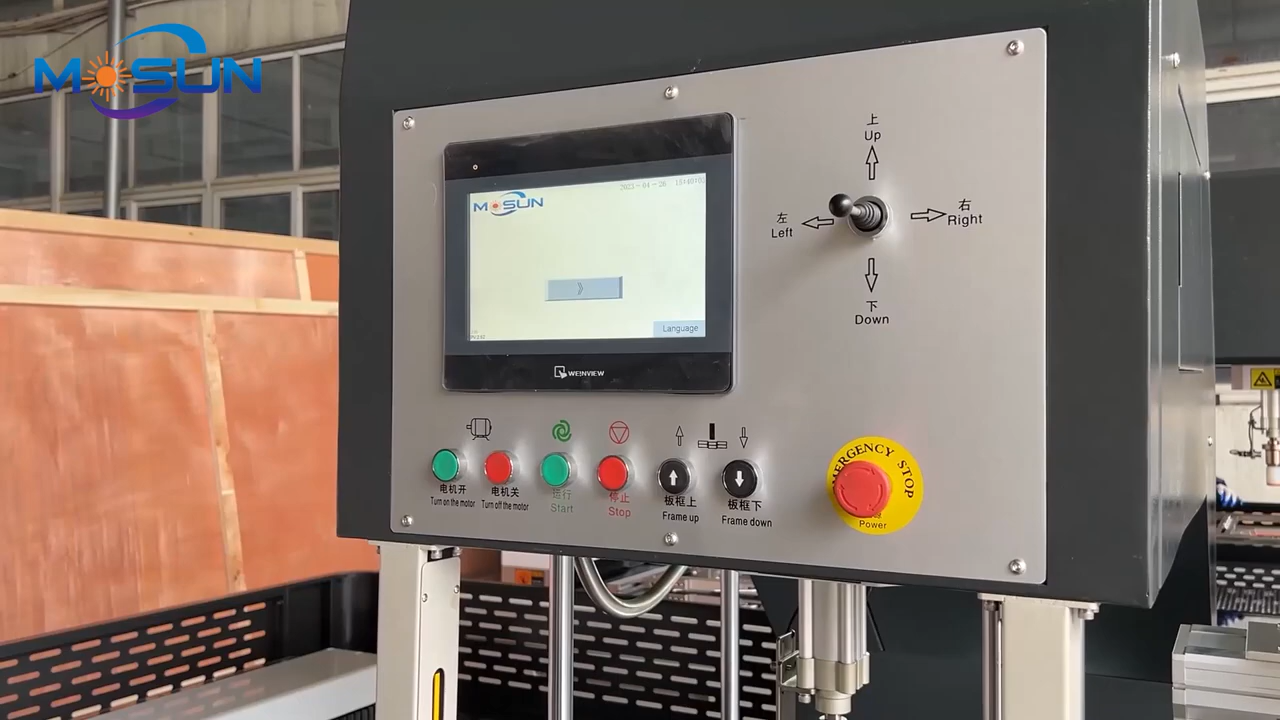 MOSUN
MOSUN
2023-04-26
Language
WEINVIEW
上
Up
左
Left
右
Right
下
Down
电机开
Turn on the motor
电机关
Turn off the motor
运行
Start
停止
Stop
板框上
Frame up
板框下
Frame down
EMERGENCY STOP
Power